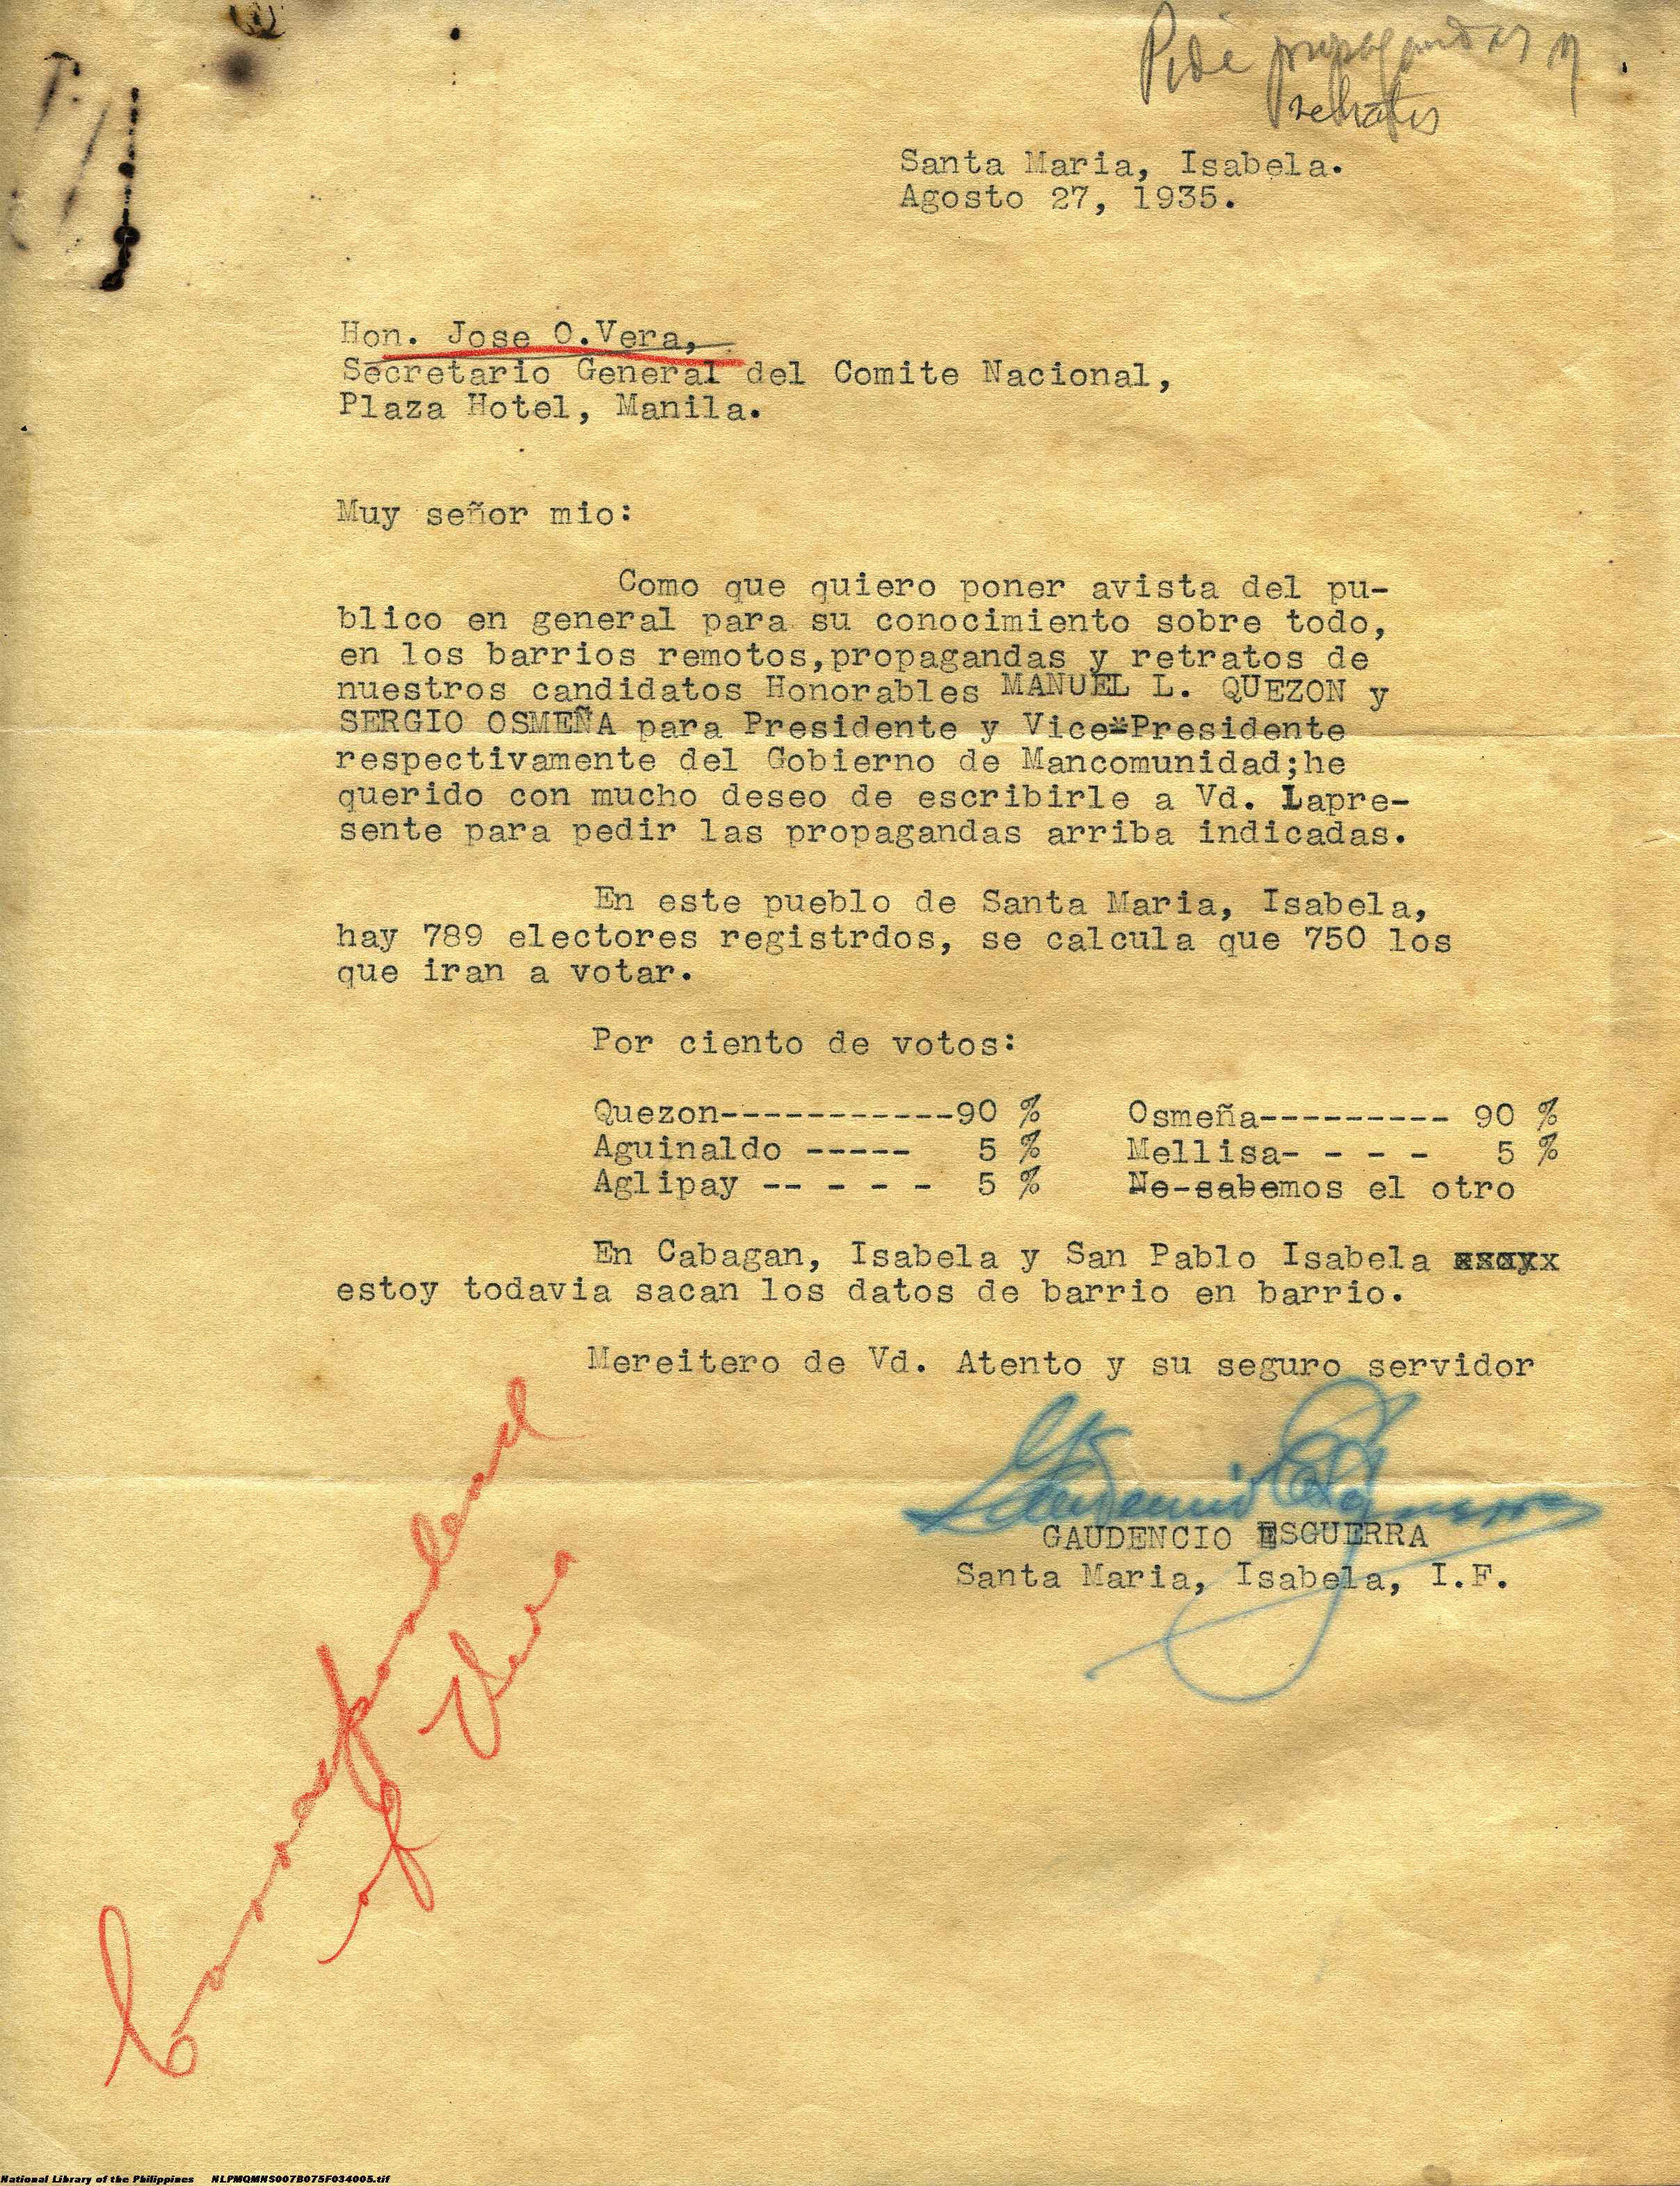 Pide propagandas y
retratos
Santa Maria, Isabela.
Agosto 27, 1935.
Hon. Jose O.Vera,
Secretario General del Comite Nacional,
Plaza Hotel, Manila.
Muy señor mio:
Como que quiero poner avista del pu-
blico en general para su conocimiento sobre todo,
en los barrios remotos,propagandas y retratos de
nuestros candidatos Honorables MANUEL L. QUEZON y
SERGIO OSMEÑA para Presidente y Vice-Presidente
respectivamente del Gobierno de Mancomunidad;he
querido con mucho deseo de escribirle a Vd. Lapre-
sente para pedir las propagandas arriba indicadas.
En este pueblo de Santa Maria, Isabela,
hay 789 electores registrdos, se calcula que 750 los
que iran a votar.
Por ciento de votos:
Quezon-----------90 % Osmeña--------- 90 %
Aguinaldo ----- 5 % Mellisa- - - - 5 %
Aglipay -- - - - 5 % No-sabemos el otro
En Cabagan, Isabela y San Pablo Isabela
estoy todavia sacan los datos de barrio en barrio.
Mereitero de Vd. Atento y su seguro servidor
Gaudencio Esguerra
GAUDENCIO ESGUERRA
Santa Maria, Isabela, I.F.
of Vera
National Library of the Philippines NLPMQMNS007B075F034005.tif